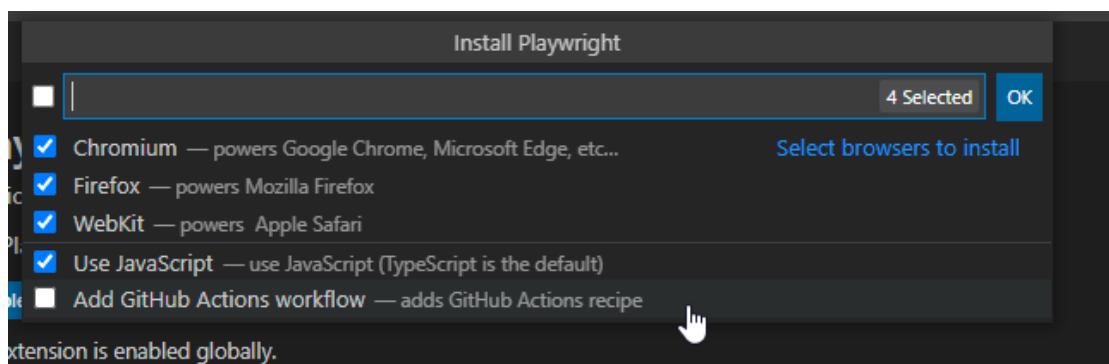 Install Playwright
4 Selected OK
Chromium — powers Google Chrome, Microsoft Edge, etc... Select browsers to install
Firefox — powers Mozilla Firefox
WebKit — powers Apple Safari
Use JavaScript — use JavaScript (TypeScript is the default)
Add GitHub Actions workflow — adds GitHub Actions recipe
xtension is enabled globally.